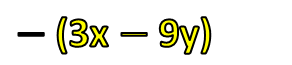 − (3x − 9y)